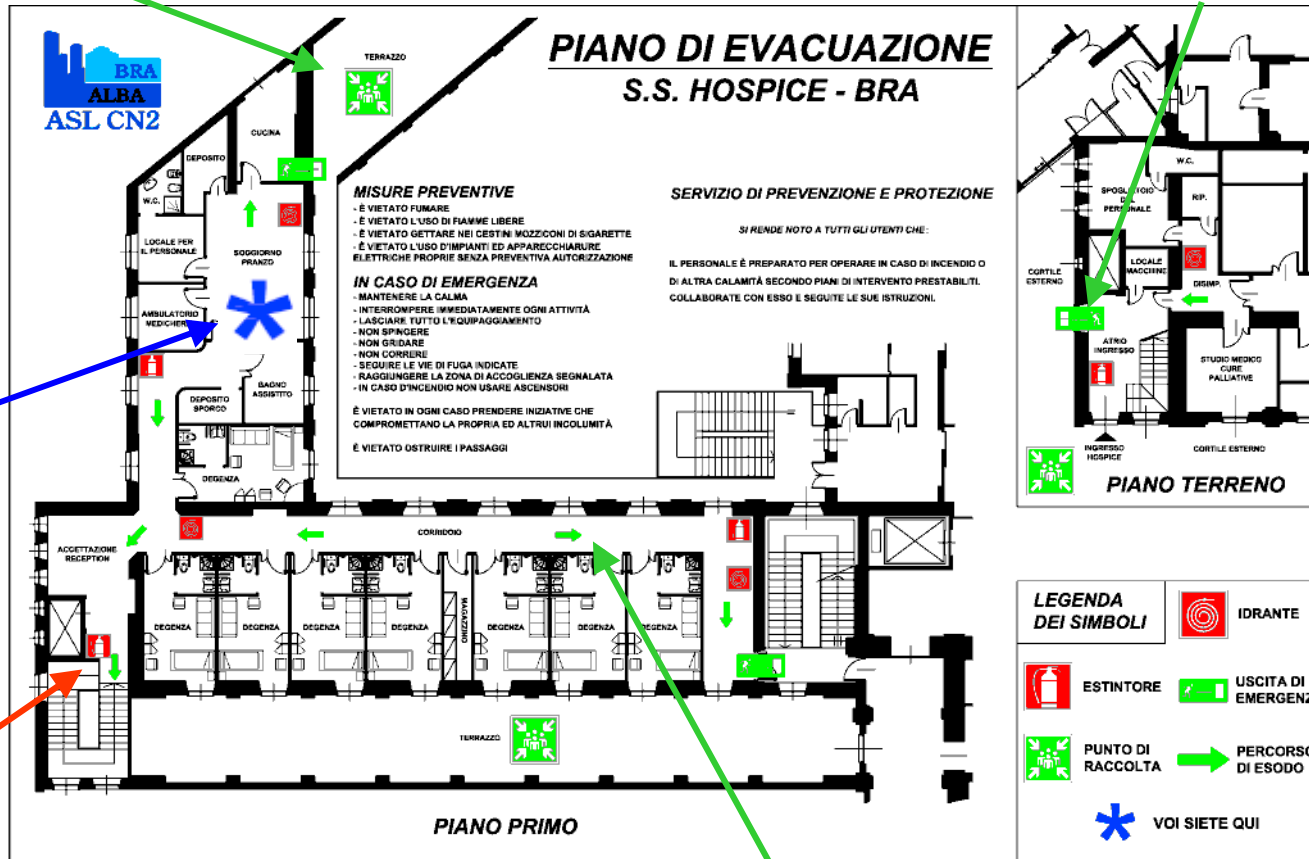 BRA
ALBA
ASL CN2
PIANO DI EVACUAZIONE
S.S. HOSPICE - BRA
TERRAZZO
CUCINA
DEPOSITO
W.C.
LOCALE PER
IL PERSONALE
SOGGIORNO
PRANZO
AMBULATORIO
MEDICHERIA
DEPOSITO
SPORCO
BAGNO
ASSISTITO
DEGENZA
MISURE PREVENTIVE
- È VIETATO FUMARE
- È VIETATO L'USO DI FIAMME LIBERE
- È VIETATO GETTARE NEI CESTINI MOZZICONI DI SIGARETTE
- È VIETATO L'USO D'IMPIANTI ED APPARECCHIARURE
ELETTRICHE PROPRIE SENZA PREVENTIVA AUTORIZZAZIONE
IN CASO DI EMERGENZA
- MANTENERE LA CALMA
- INTERROMPERE IMMEDIATAMENTE OGNI ATTIVITÀ
- LASCIARE TUTTO L'EQUIPAGGIAMENTO
- NON SPINGERE
- NON GRIDARE
- NON CORRERE
- SEGUIRE LE VIE DI FUGA INDICATE
- RAGGIUNGERE LA ZONA DI ACCOGLIENZA SEGNALATA
- IN CASO D'INCENDIO NON USARE ASCENSORI
È VIETATO IN OGNI CASO PRENDERE INIZIATIVE CHE
COMPROMETTANO LA PROPRIA ED ALTRUI INCOLUMITÀ
È VIETATO OSTRUIRE I PASSAGGI
SERVIZIO DI PREVENZIONE E PROTEZIONE
SI RENDE NOTO A TUTTI GLI UTENTI CHE:
IL PERSONALE È PREPARATO PER OPERARE IN CASO DI INCENDIO O
DI ALTRA CALAMITÀ SECONDO PIANI DI INTERVENTO PRESTABILITI.
COLLABORATE CON ESSO E SEGUITE LE SUE ISTRUZIONI.
ACCETTAZIONE
RECEPTION
CORRIDOIO
DEGENZA
DEGENZA
DEGENZA
DEGENZA
MAGAZZINO
DEGENZA
DEGENZA
DEGENZA
TERRAZZO
PIANO PRIMO
W.C.
SPOGLIATOIO
DEL
PERSONALE
RIP.
CORTILE
ESTERNO
LOCALE
MACCHINE
DISIMP.
ATRIO
INGRESSO
STUDIO MEDICO
CURE
PALLIATIVE
INGRESSO
HOSPICE
CORTILE ESTERNO
PIANO TERRENO
LEGENDA
DEI SIMBOLI
IDRANTE
ESTINTORE
USCITA DI
EMERGENZ
PUNTO DI
RACCOLTA
PERCORSO
DI ESODO
VOI SIETE QUI